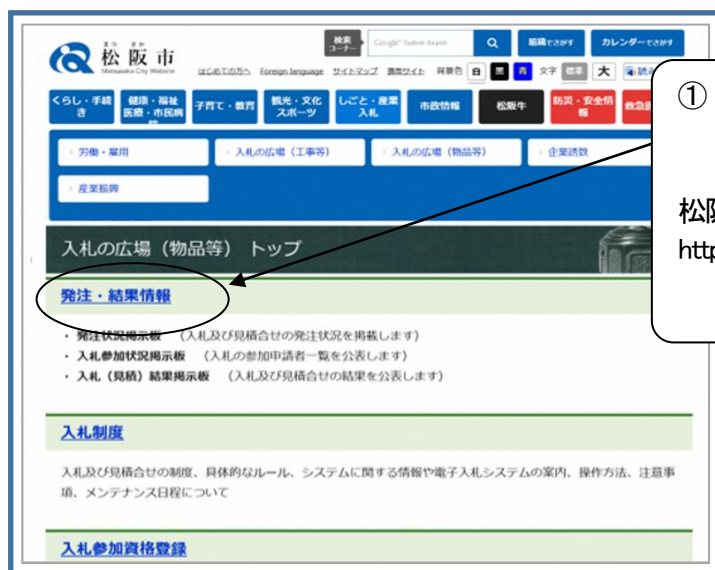 まつ さか
松阪市
Matsusaka City Website
検索コーナー
Google™ Custom Search
組織でさがす
カレンダーでさがす
はじめての方へ Foreign language サイトマップ 携帯サイト 背景色 白 黒 青 文字 標準 大
くらし・手続き
健康・福祉
医療・市民病院
子育て・教育
観光・文化
スポーツ
しごと・産業
入札
市政情報
松阪牛
防災・安全情報
労働・雇用
入札の広場（工事等）
入札の広場（物品等）
企業誘致
産業振興
①
松阪
http
入札の広場（物品等） トップ
発注・結果情報
・ 発注状況掲示板 （入札及び見積合せの発注状況を掲載します）
・ 入札参加状況掲示板 （入札の参加申請者一覧を公表します）
・ 入札（見積）結果掲示板 （入札及び見積合せの結果を公表します）
入札制度
入札及び見積合せの制度、具体的なルール、システムに関する情報や電子入札システムの案内、操作方法、注意事
項、メンテナンス日程について
入札参加資格登録